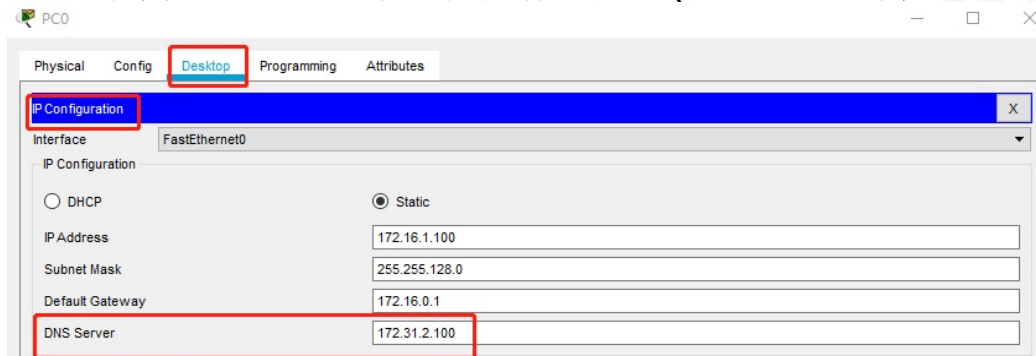 PC0
Physical Config Desktop Programming Attributes
IP Configuration X
Interface FastEthernet0
IP Configuration
DHCP Static
IP Address 172.16.1.100
Subnet Mask 255.255.128.0
Default Gateway 172.16.0.1
DNS Server 172.31.2.100